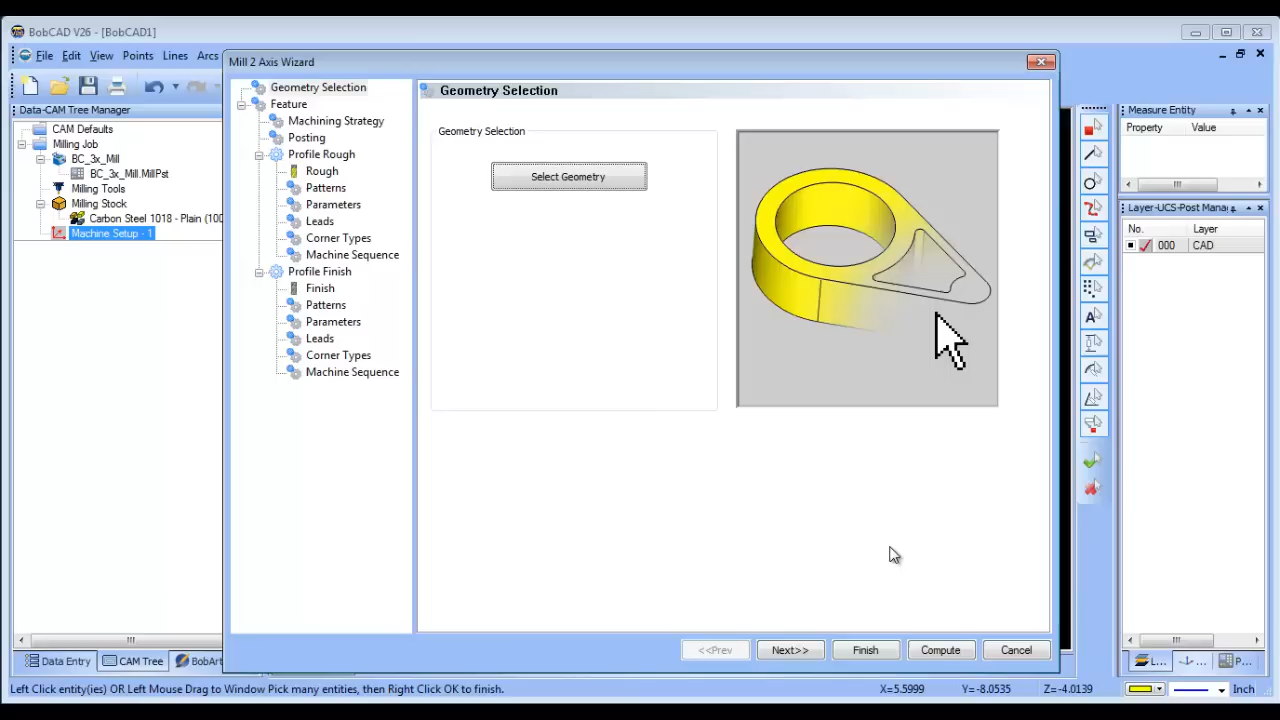 BobCAD V26 - [BobCAD1]
File Edit View Points Lines Arcs
Data-CAM Tree Manager
CAM Defaults
Milling Job
BC_3x_Mill
BC_3x_Mill.MillPst
Milling Tools
Milling Stock
Carbon Steel 1018 - Plain (100
Machine Setup - 1
Data Entry
CAM Tree
BobArt
Mill 2 Axis Wizard
Geometry Selection
Feature
Machining Strategy
Posting
Profile Rough
Rough
Patterns
Parameters
Leads
Corner Types
Machine Sequence
Profile Finish
Finish
Patterns
Parameters
Leads
Corner Types
Machine Sequence
Geometry Selection
Geometry Selection
Select Geometry
<<Prev
Next>>
Finish
Compute
Cancel
A
Measure Entity
Property Value
Layer-UCS-Post Manag
No. Layer
000 CAD
L...
...
P...
Left Click entity(ies) OR Left Mouse Drag to Window Pick many entities, then Right Click:OK to finish.
X=5.5999 Y=-8.0535 Z=-4.0139
Inch